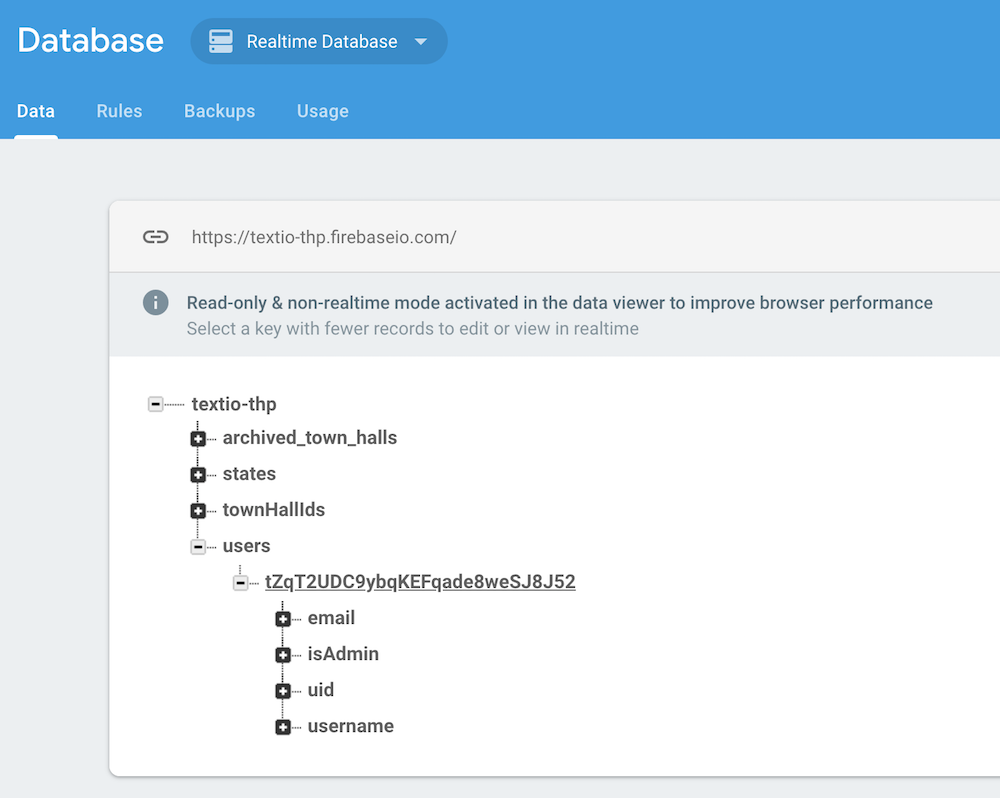 Database
Realtime Database
Data Rules Backups Usage
https://textio-thp.firebaseio.com/
Read-only & non-realtime mode activated in the data viewer to improve browser performance
Select a key with fewer records to edit or view in realtime
textio-thp
archived_town_halls
states
townHallIds
users
tZqT2UDC9ybqKEFqade8weSJ8J52
email
isAdmin
uid
username